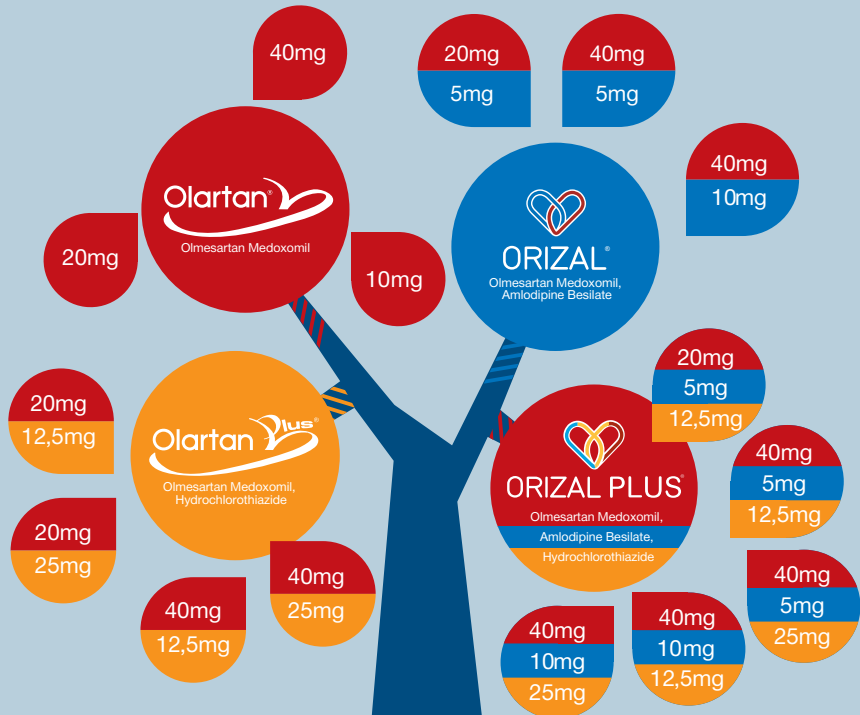 40mg
Olartan®
Olmesartan Medoxomil
20mg
10mg
20mg
5mg
40mg
5mg
40mg
10mg
ORIZAL®
Olmesartan Medoxomil,
Amlodipine Besilate
Olartan Plus®
Olmesartan Medoxomil,
Hydrochlorothiazide
20mg
12,5mg
20mg
25mg
40mg
12,5mg
40mg
25mg
ORIZAL PLUS®
Olmesartan Medoxomil,
Amlodipine Besilate,
Hydrochlorothiazide
20mg
5mg
12,5mg
40mg
5mg
12,5mg
40mg
5mg
25mg
40mg
10mg
12,5mg
40mg
10mg
25mg